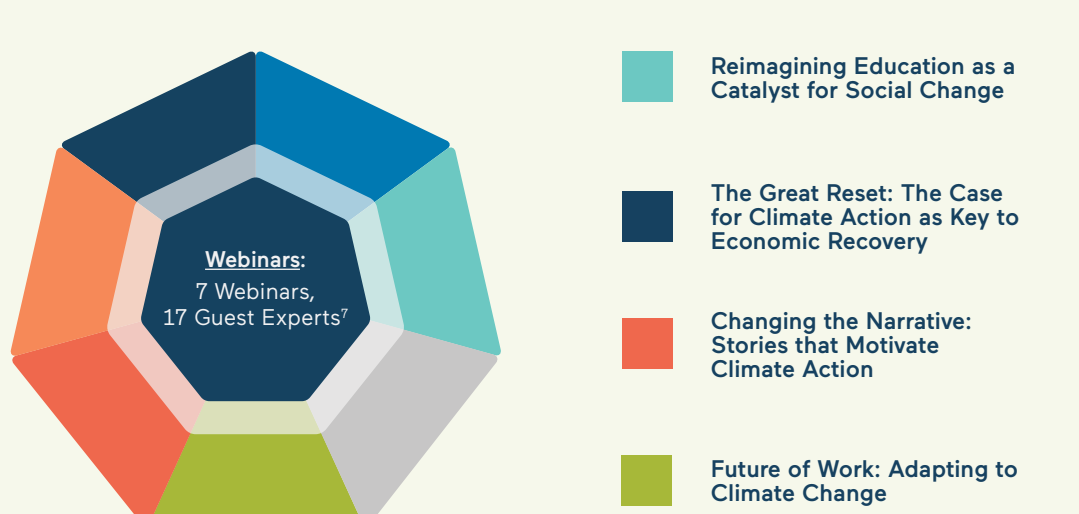 Webinars:
7 Webinars,
17 Guest Experts⁷
Reimagining Education as a
Catalyst for Social Change
The Great Reset: The Case
for Climate Action as Key to
Economic Recovery
Changing the Narrative:
Stories that Motivate
Climate Action
Future of Work: Adapting to
Climate Change